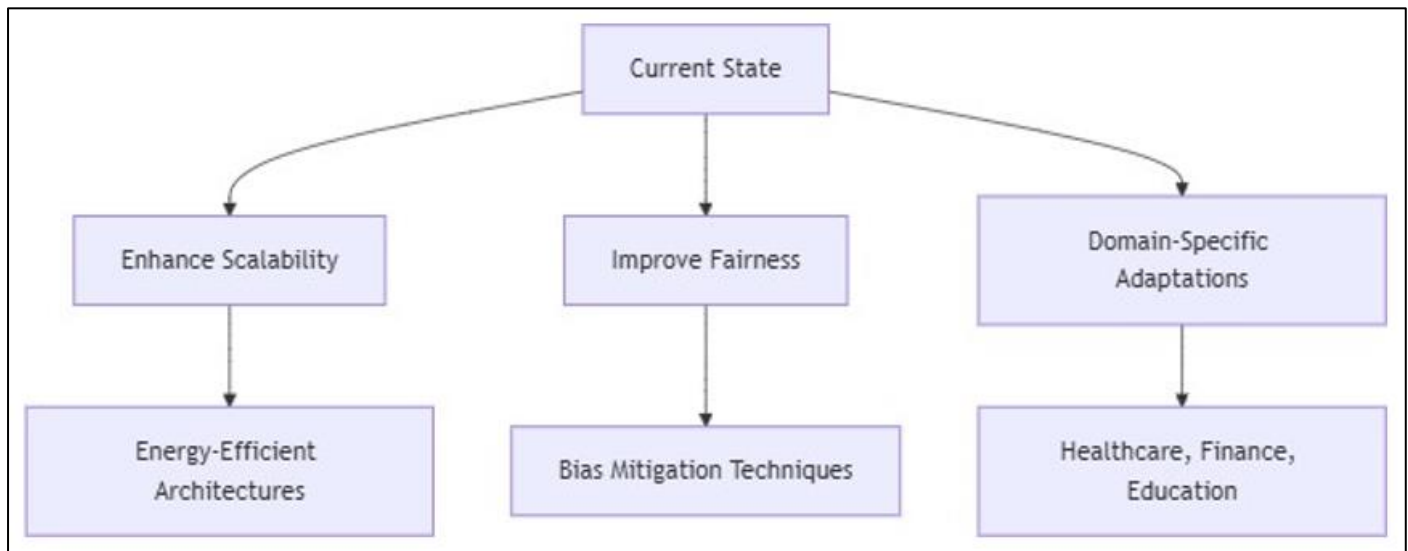 Current State
Enhance Scalability
Improve Fairness
Domain-Specific
Adaptations
Energy-Efficient
Architectures
Bias Mitigation Techniques
Healthcare, Finance,
Education